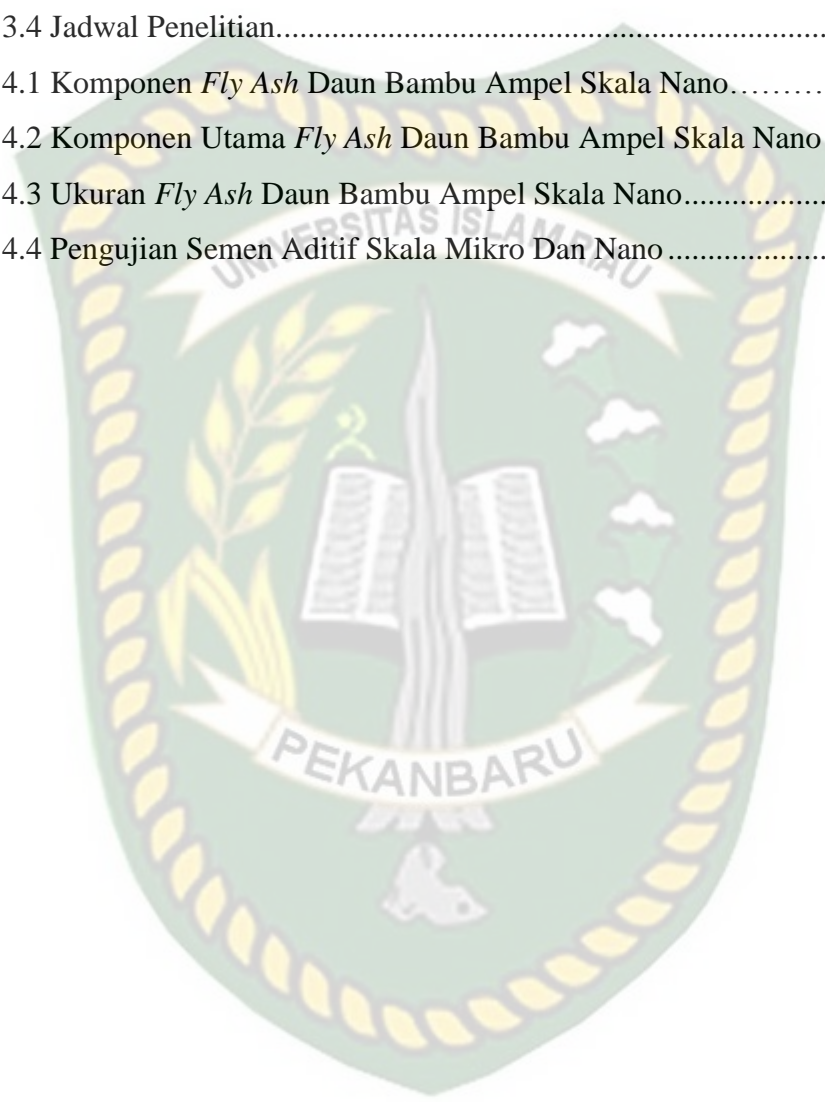 3.4 Jadwal Penelitian.....................................................................
4.1 Komponen Fly Ash Daun Bambu Ampel Skala Nano.........
4.2 Komponen Utama Fly Ash Daun Bambu Ampel Skala Nano
4.3 Ukuran Fly Ash Daun Bambu Ampel Skala Nano..................
4.4 Pengujian Semen Aditif Skala Mikro Dan Nano....................
UNIVERSITAS ISLAM RIAU
PEKANBARU